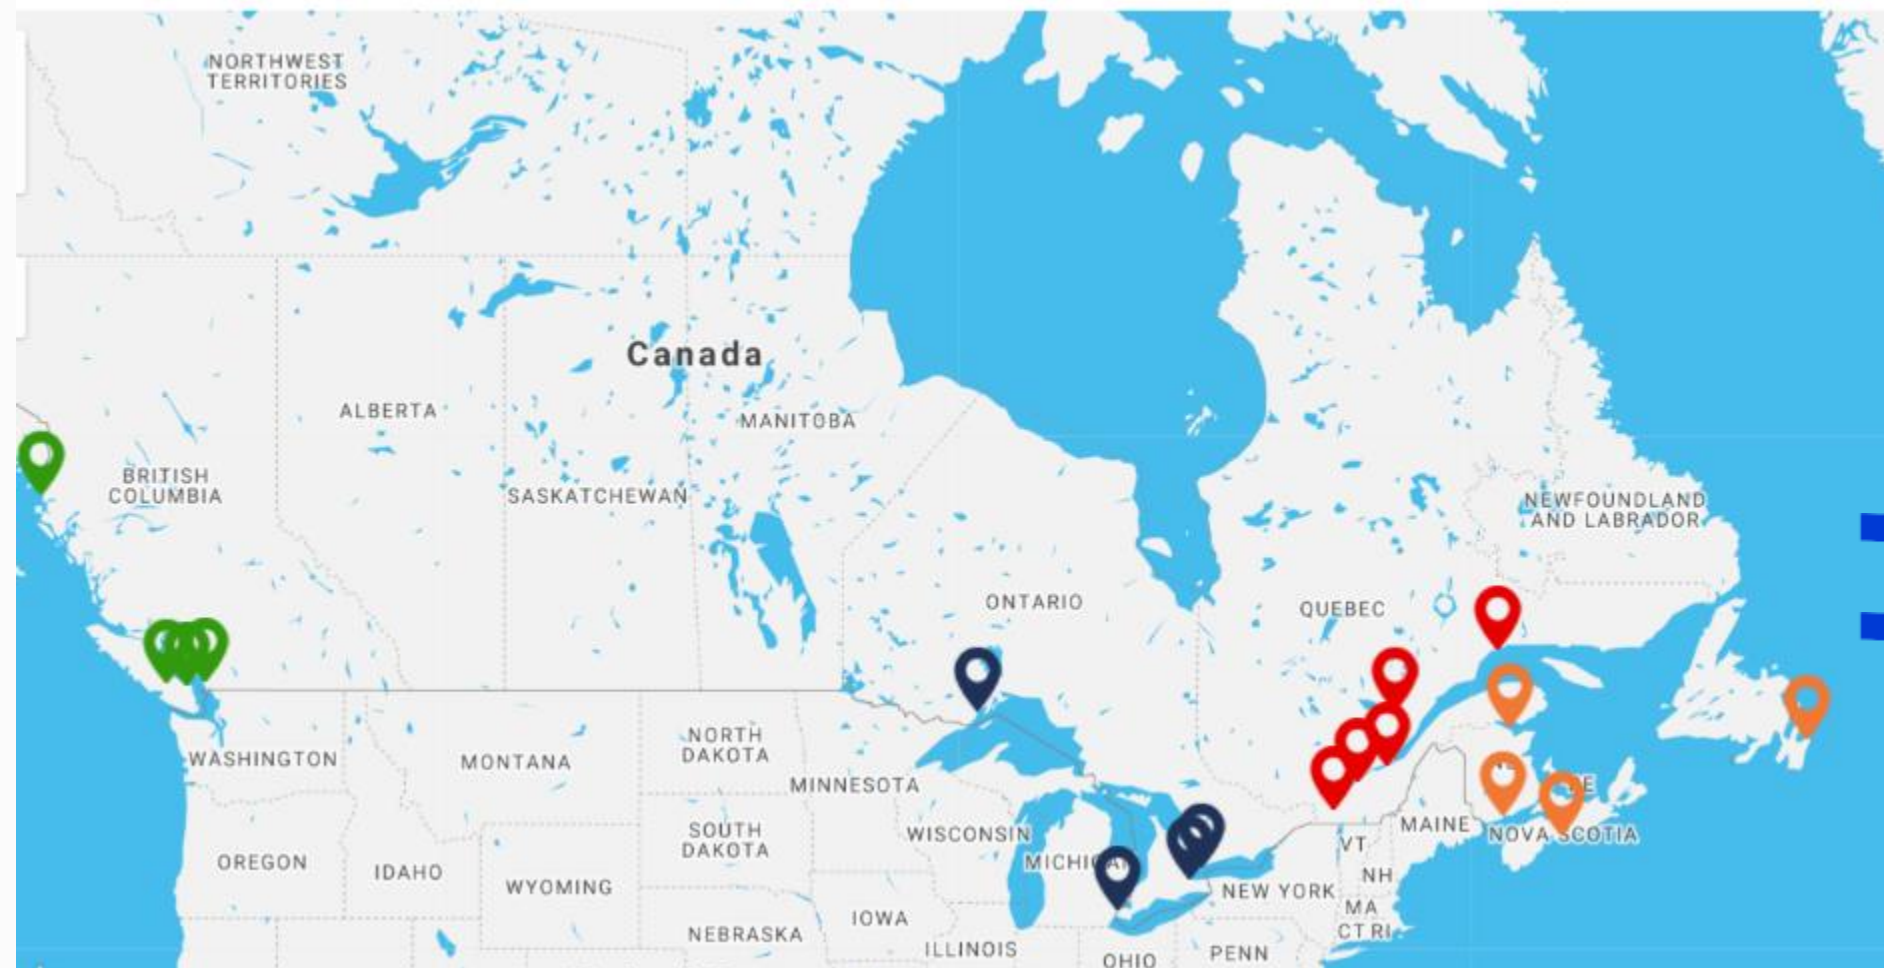 NORTHWEST
TERRITORIES
Canada
ALBERTA
MANITOBA
BRITISH
COLUMBIA
SASKATCHEWAN
NEWFOUNDLAND
AND LABRADOR
ONTARIO
QUEBEC
WASHINGTON
MONTANA
NORTH
DAKOTA
MINNESOTA
WISCONSIN
MAINE
NOVA SCOTIA
SOUTH
DAKOTA
VT
OREGON
IDAHO
WYOMING
NH
NEW YORK
MA
IOWA
CT RI
NEBRASKA
ILLINOIS
OHIO
PENN